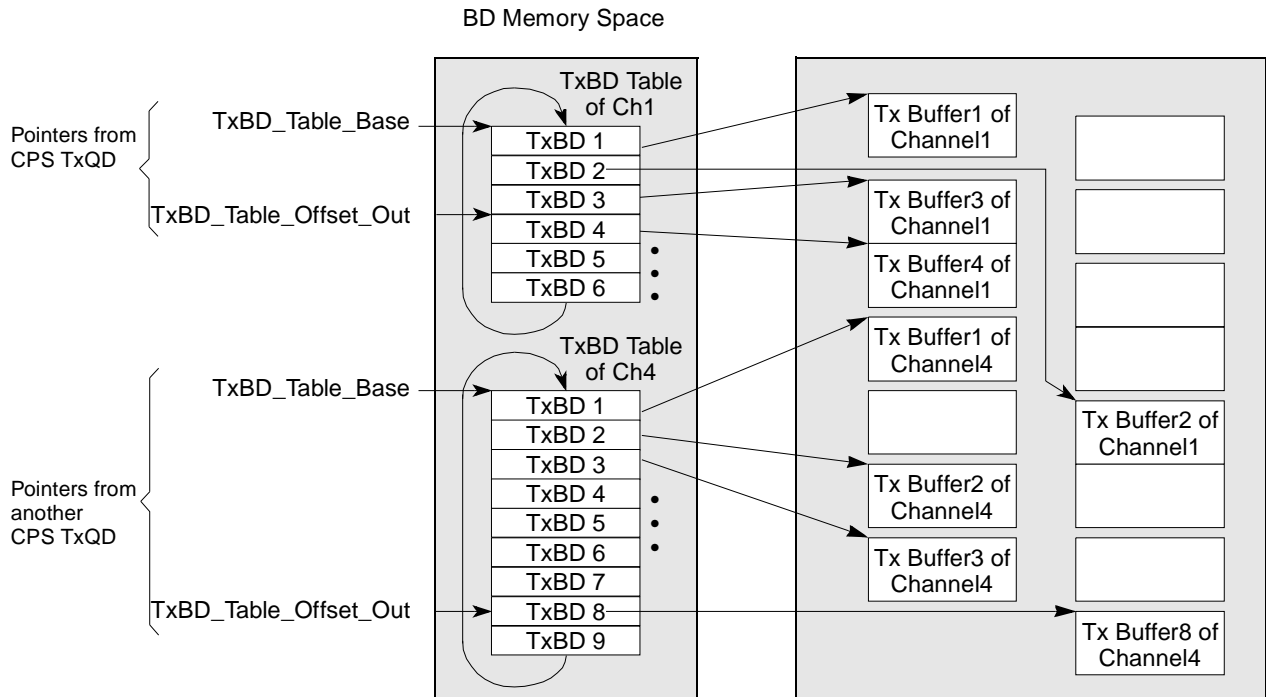 BD Memory Space
Pointers from
CPS TxQD
TxBD_Table_Base
TxBD_Table_Offset_Out
TxBD Table
of Ch1
TxBD 1
TxBD 2
TxBD 3
TxBD 4
TxBD 5
TxBD 6
Pointers from
another
CPS TxQD
TxBD_Table_Base
TxBD_Table_Offset_Out
TxBD Table
of Ch4
TxBD 1
TxBD 2
TxBD 3
TxBD 4
TxBD 5
TxBD 6
TxBD 7
TxBD 8
TxBD 9
Tx Buffer1 of
Channel1
Tx Buffer3 of
Channel1
Tx Buffer4 of
Channel1
Tx Buffer1 of
Channel4
Tx Buffer2 of
Channel4
Tx Buffer3 of
Channel4
Tx Buffer2 of
Channel1
Tx Buffer8 of
Channel4